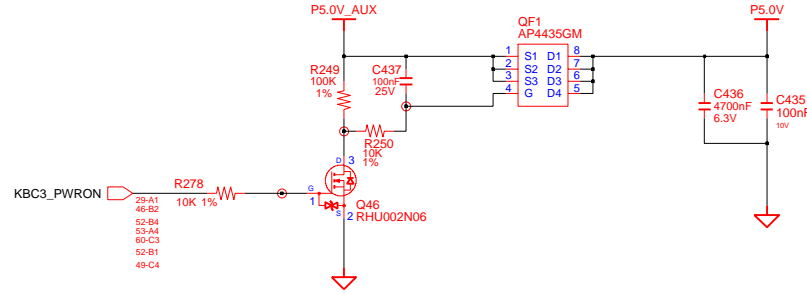 P5.0V_AUX
QF1
AP4435GM
P5.0V
1 S1 D1 8
2 S2 D2 7
3 S3 D3 6
4 G D4 5
R249
100K
1%
C437
100nF
25V
C436
4700nF
6.3V
C435
100nF
10V
R250
10K
1%
D 3
KBC3_PWRON
R278
10K 1%
G
1
S 2
Q46
RHU002N06
29-A1
46-B2
52-B4
53-A4
60-C3
52-B1
49-C4